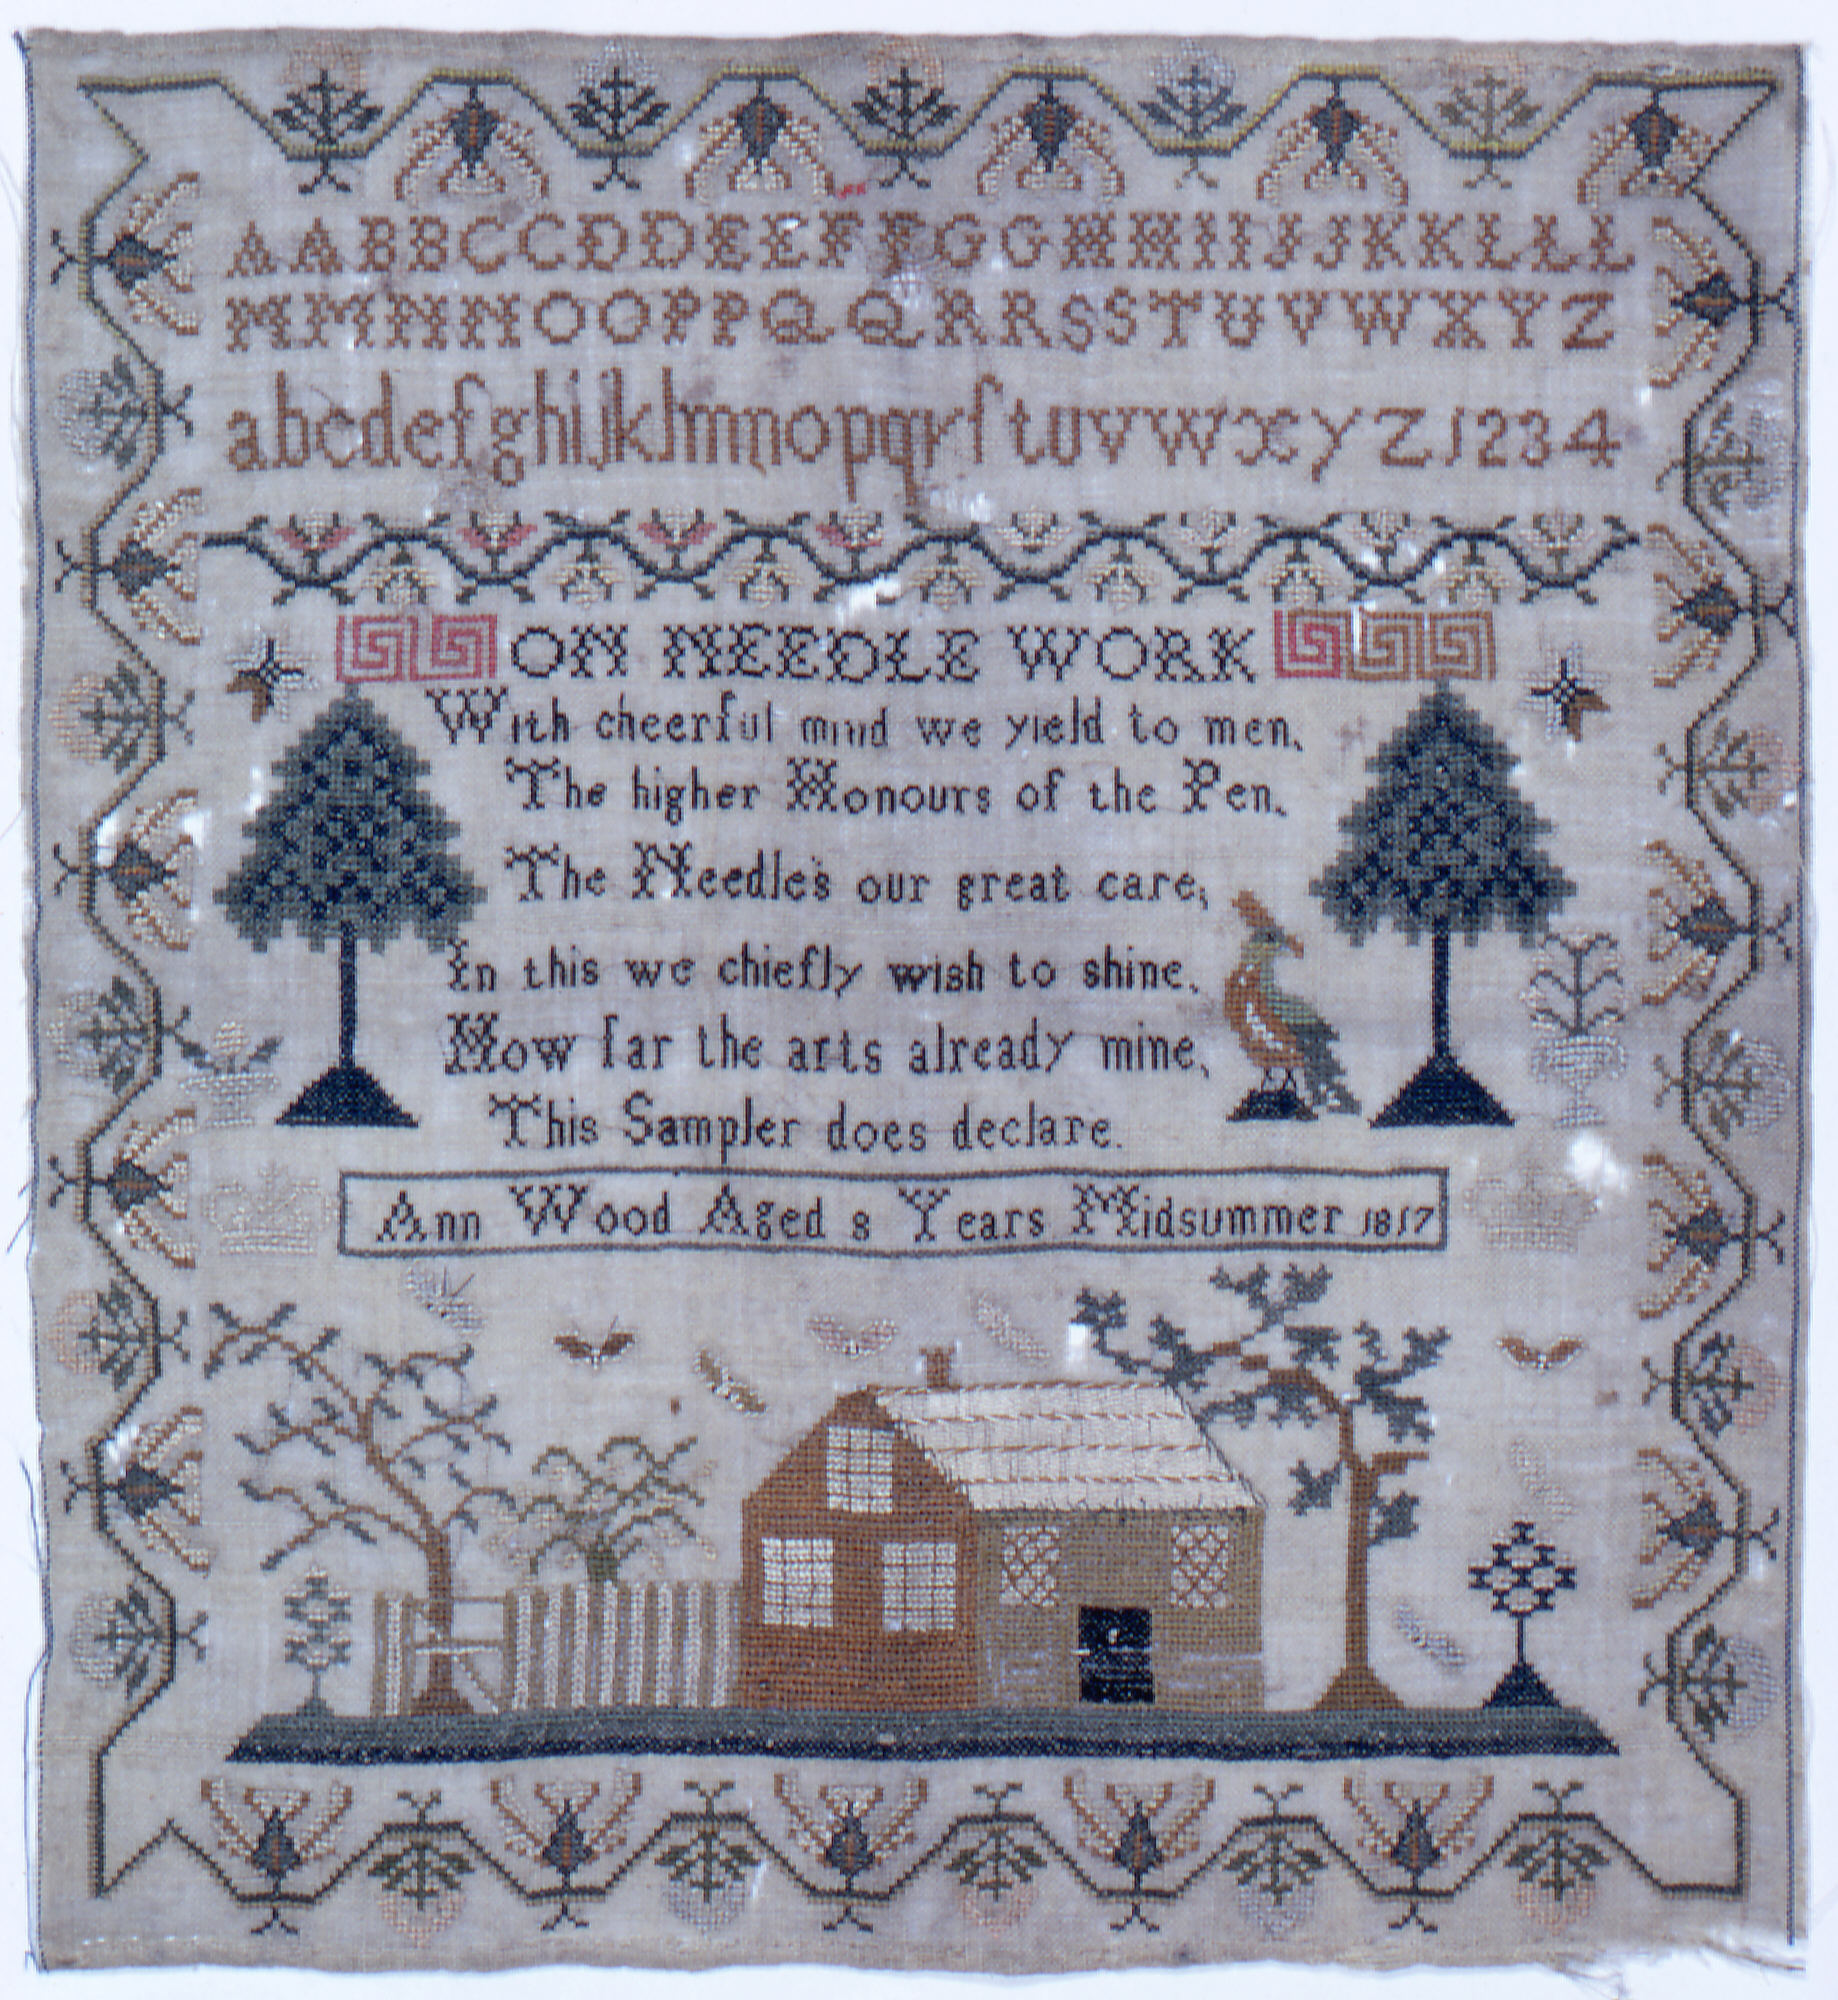 AABBCCDDEEFFGGHHIIJJKKLLL
MMNNOOPPQQRRSSTUVWXYZ
abcdefghijklmnopqrſtuvwxyz1234
ON NEEDLE WORK
With cheerful mind we yield to men,
The higher Honours of the Pen,
The Needle's our great care;
In this we chiefly wish to shine,
How far the arts already mine,
This Sampler does declare.
Ann Wood Aged 8 Years Midsummer 1817